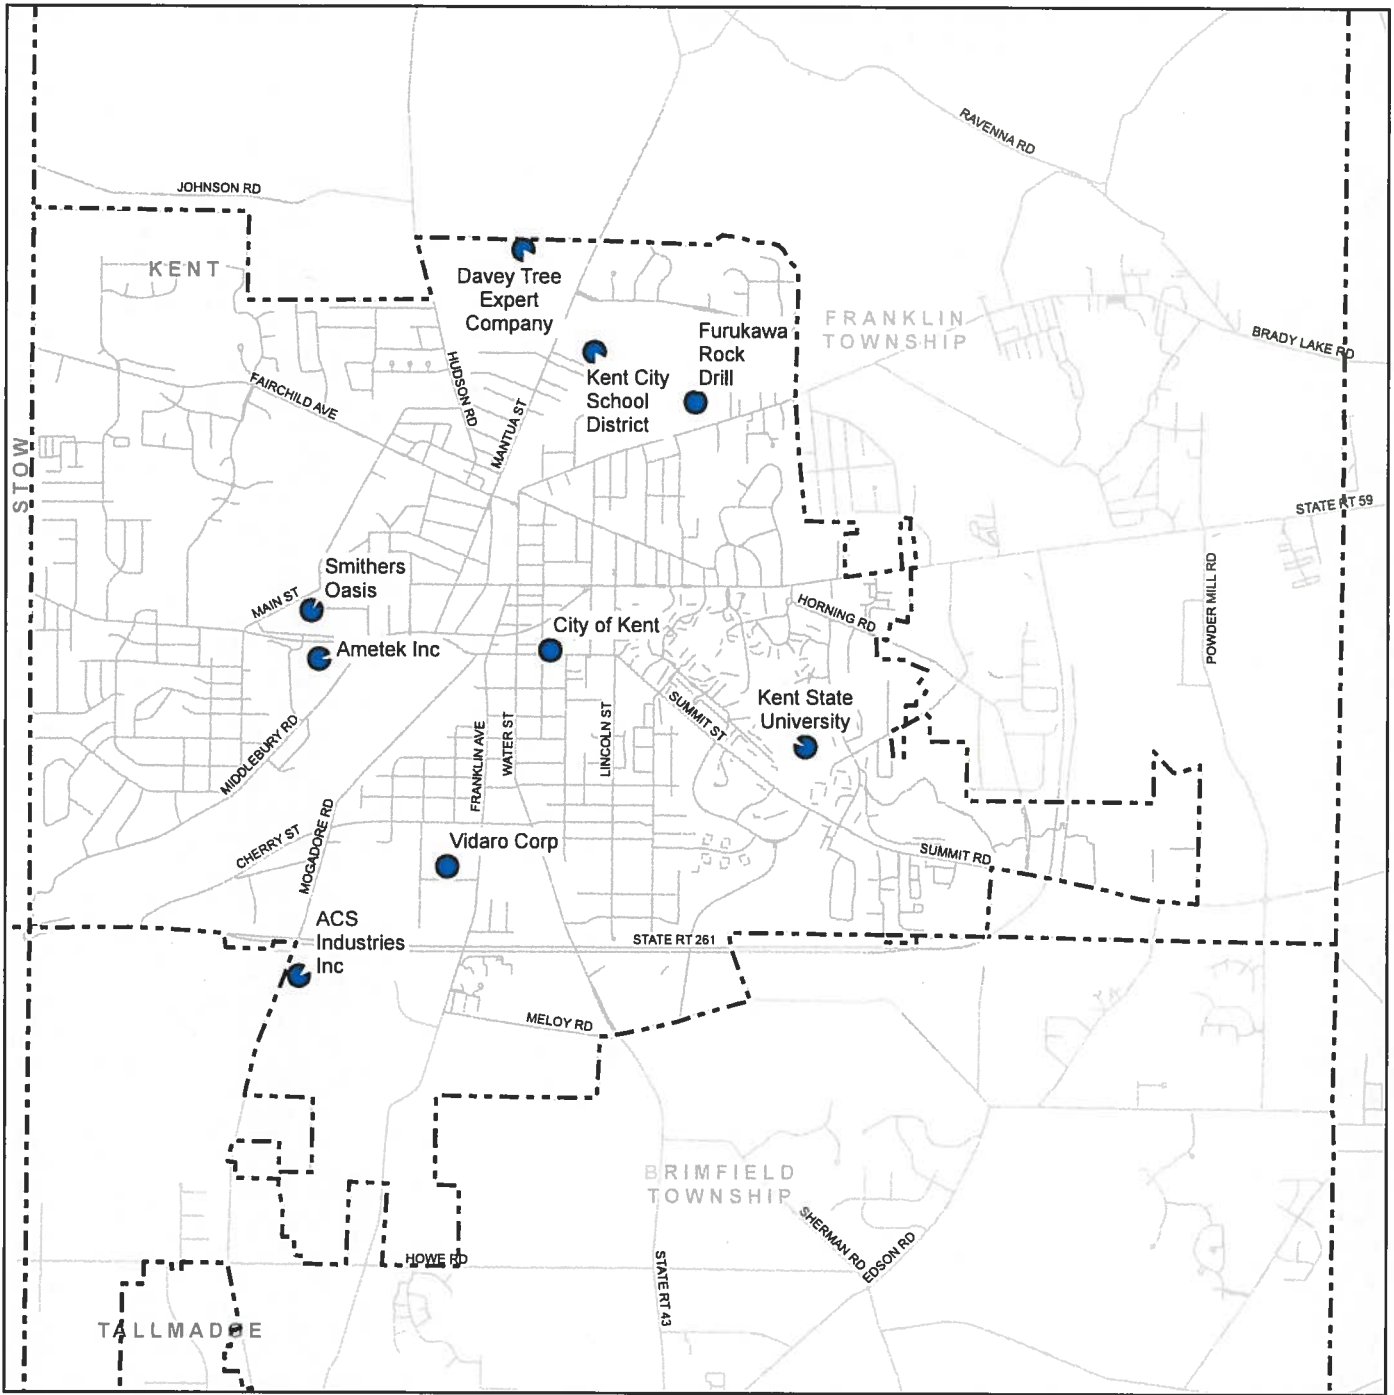 RAVENNA RD
JOHNSON RD
KENT
Davey Tree
Expert
Company
FRANKLIN
TOWNSHIP
Furukawa
Rock
Drill
BRADY LAKE RD
HUDSON RD
Kent City
School
District
FAIRCHILD AVE
MANTUA ST
STOW
STATE RT 59
Smithers
Oasis
MAIN ST
POWDER MILL RD
HORNING RD
City of Kent
Ametek Inc
Kent State
University
SUMMIT ST
LINCOLN ST
WATER ST
FRANKLIN AVE
MIDDLEBURY RD
MOGADORE RD
CHERRY ST
Vidaro Corp
SUMMIT RD
ACS
Industries
Inc
STATE RT 261
MELOY RD
BRIMFIELD
TOWNSHIP
SHERMAN RD
EDSON RD
HOWE RD
STATE RT 43
TALLMADGE